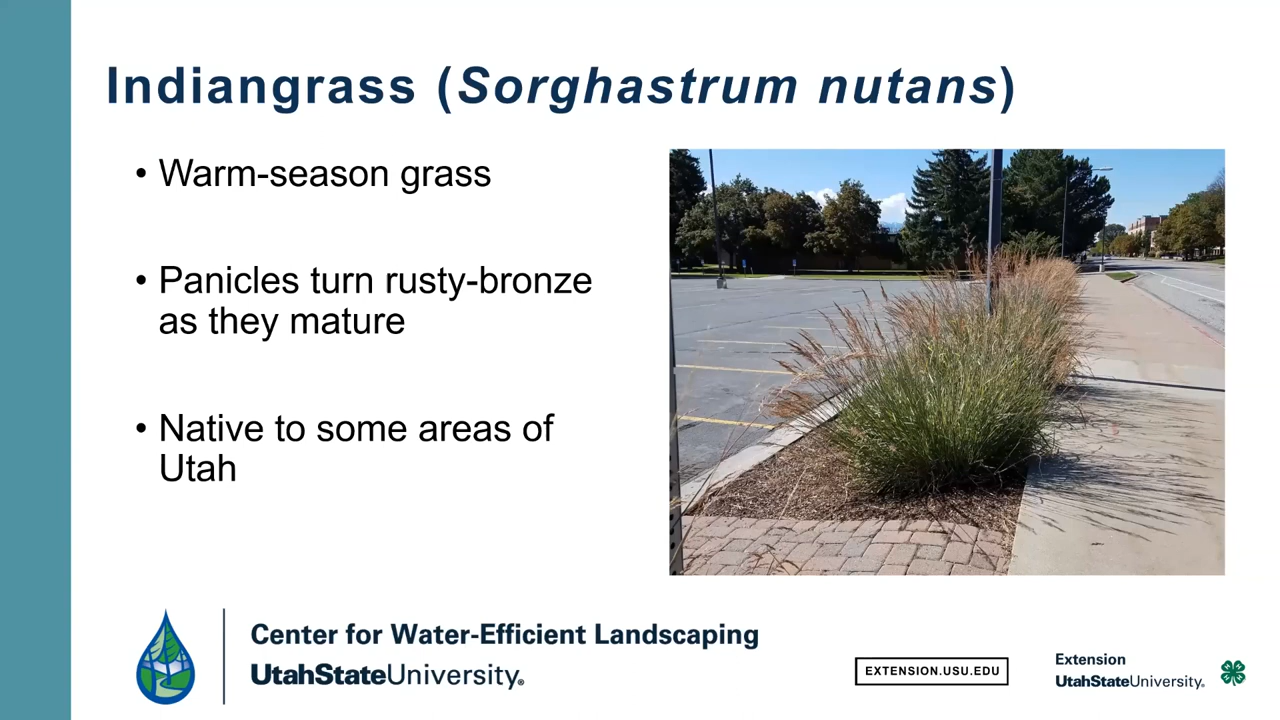 Indiangrass (Sorghastrum nutans)
• Warm-season grass
• Panicles turn rusty-bronze
as they mature
• Native to some areas of
Utah
Center for Water-Efficient Landscaping
UtahStateUniversity®
EXTENSION.USU.EDU
Extension
UtahStateUniversity®